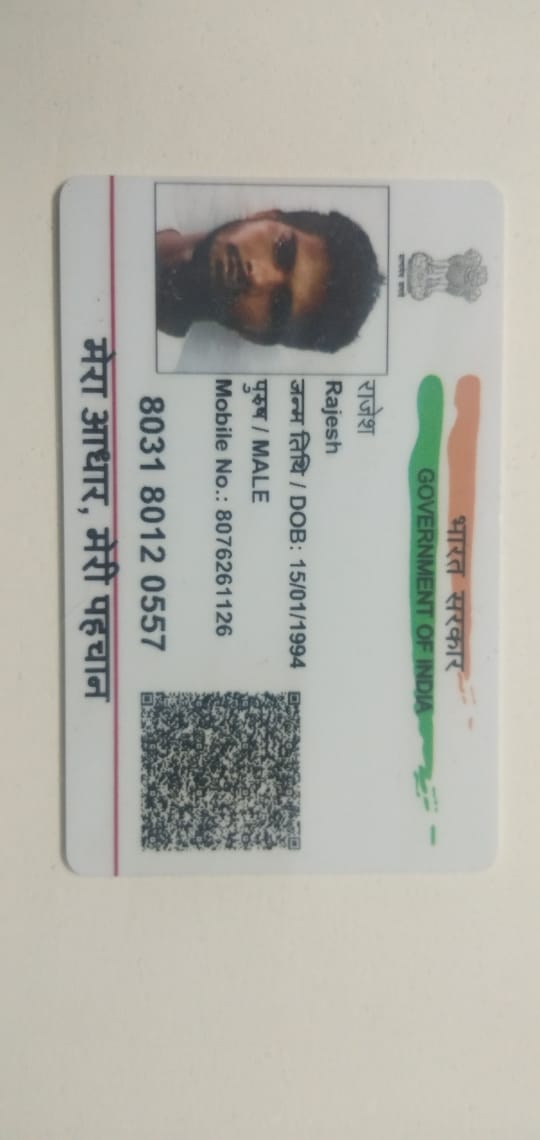 भारत सरकार
GOVERNMENT OF INDIA
राजेश
Rajesh
जन्म तिथि / DOB: 15/01/1994
पुरुष / MALE
Mobile No.: 8076261126
8031 8012 0557
मेरा आधार, मेरी पहचान